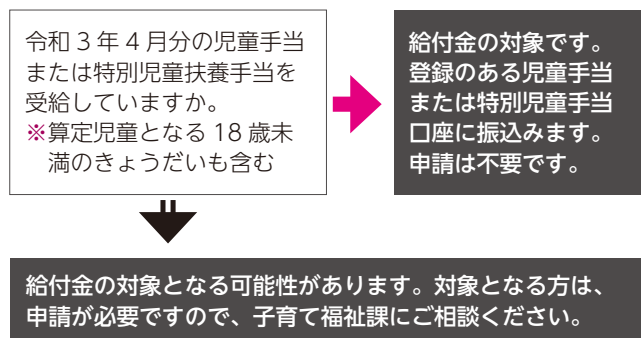 令和３年４月分の児童手当
または特別児童扶養手当を
受給していますか。
※算定児童となる 18 歳未
満のきょうだいも含む
給付金の対象です。
登録のある児童手当
または特別児童手当
口座に振込みます。
申請は不要です。
給付金の対象となる可能性があります。対象となる方は、
申請が必要ですので、子育て福祉課にご相談ください。